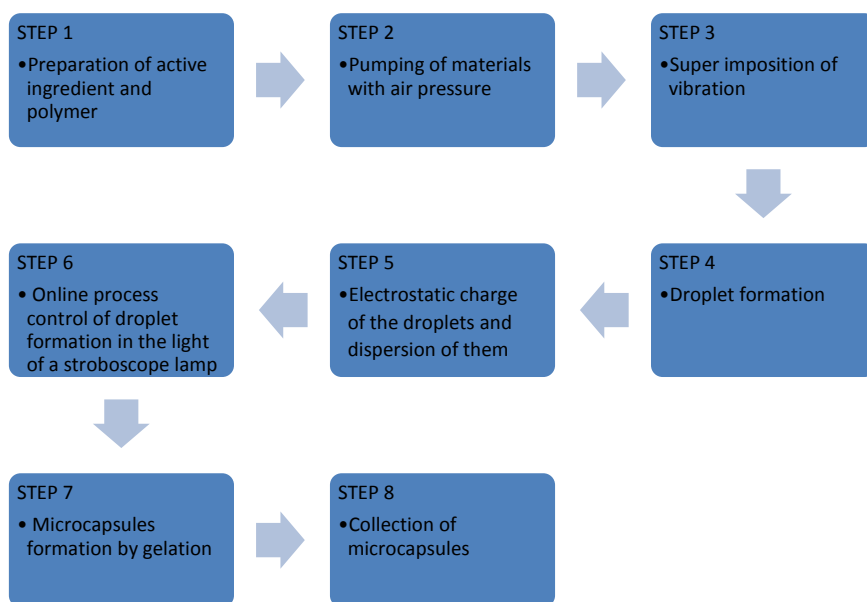 STEP 1
•Preparation of active
ingredient and
polymer
STEP 2
•Pumping of materials
with air pressure
STEP 3
•Super imposition of
vibration
STEP 4
•Droplet formation
STEP 5
•Electrostatic charge
of the droplets and
dispersion of them
STEP 6
• Online process
control of droplet
formation in the light
of a stroboscope lamp
STEP 7
• Microcapsules
formation by gelation
STEP 8
•Collection of
microcapsules